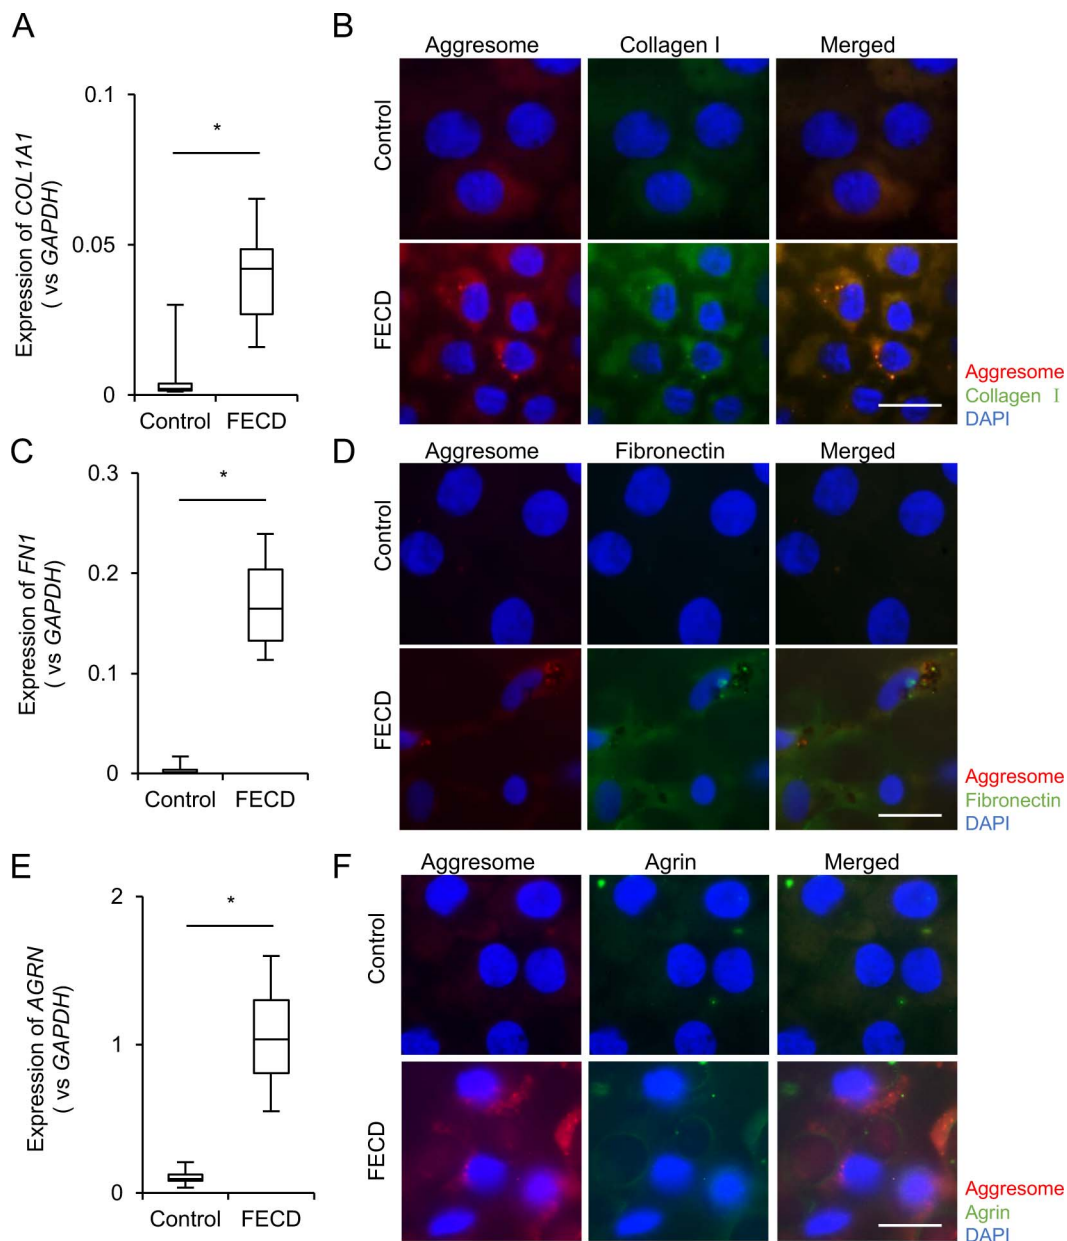 A
B
Aggresome Collagen I Merged
Expression of COL1A1
( vs GAPDH)
0.1
*
0.05
0
Control FECD
Control
FECD
Aggresome
Collagen I
DAPI
C
D
Aggresome Fibronectin Merged
Expression of FN1
( vs GAPDH)
0.3
*
0.2
0.1
0
Control FECD
Control
FECD
Aggresome
Fibronectin
DAPI
E
F
Aggresome Agrin Merged
Expression of AGRN
( vs GAPDH)
2
*
1
0
Control FECD
Control
FECD
Aggresome
Agrin
DAPI